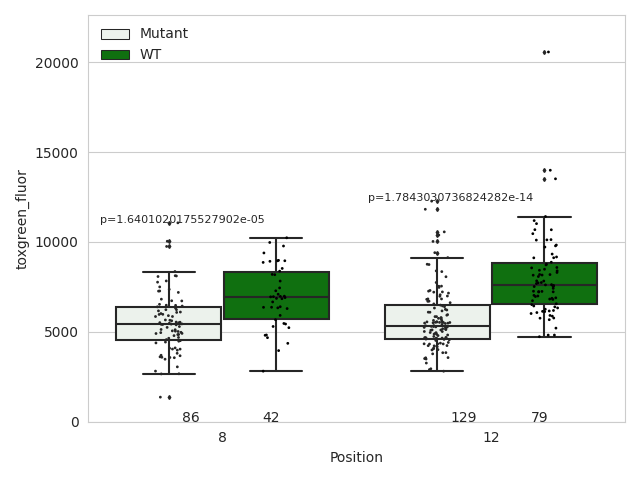 Mutant
WT
20000
15000
10000
5000
0
toxgreen_fluor
p=1.6401020175527902e-05
p=1.7843030736824282e-14
86 42 129 79
8 12
Position